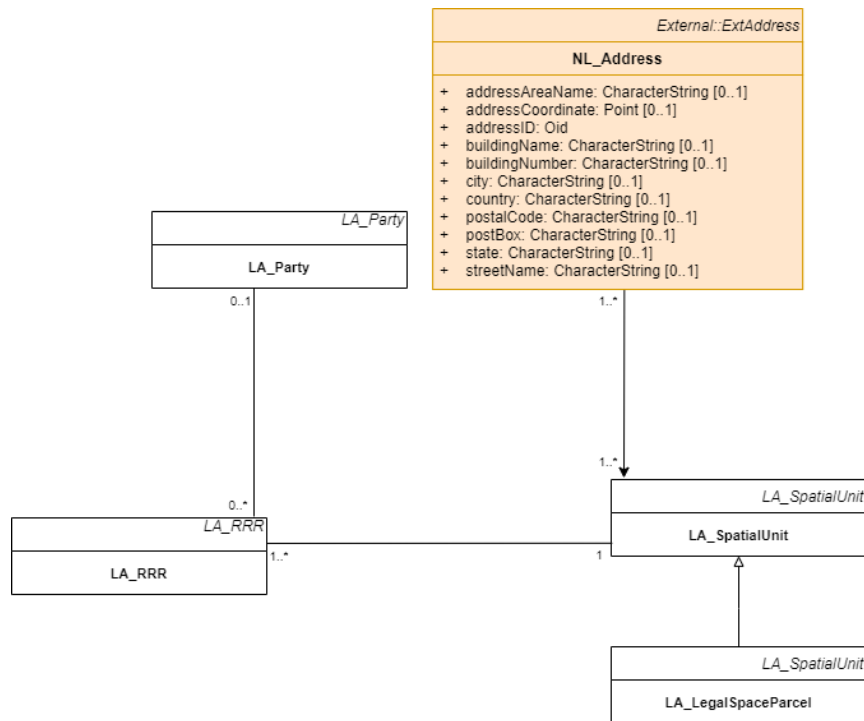 External::ExtAddress
NL_Address
+ addressAreaName: CharacterString [0..1]
+ addressCoordinate: Point [0..1]
+ addressID: Oid
+ buildingName: CharacterString [0..1]
+ buildingNumber: CharacterString [0..1]
+ city: CharacterString [0..1]
+ country: CharacterString [0..1]
+ postalCode: CharacterString [0..1]
+ postBox: CharacterString [0..1]
+ state: CharacterString [0..1]
+ streetName: CharacterString [0..1]
LA_Party
LA_Party
0..1
1..*
1..*
0..*
LA_RRR
LA_RRR
1..*
1
LA_SpatialUnit
LA_SpatialUnit
LA_SpatialUnit
LA_LegalSpaceParcel